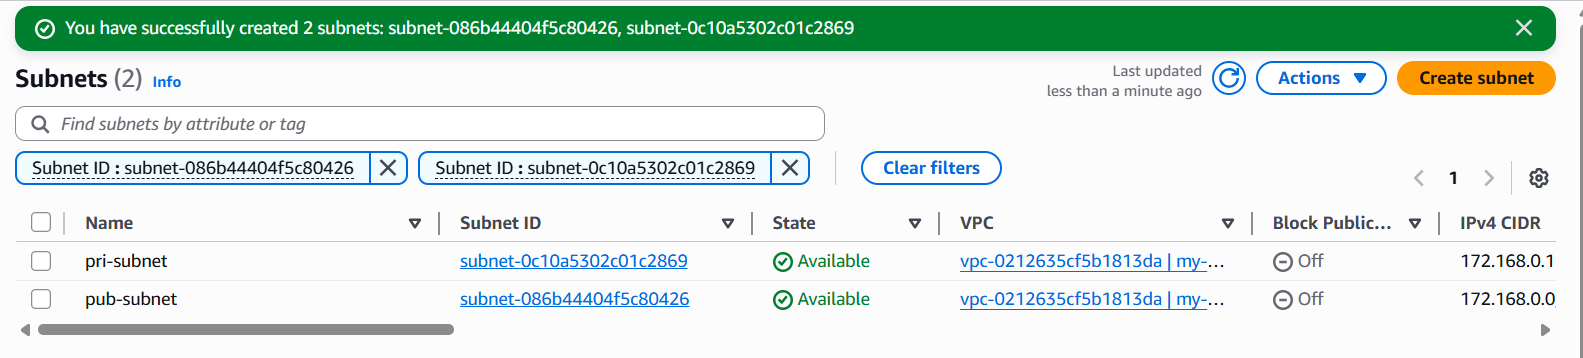 You have successfully created 2 subnets: subnet-086b44404f5c80426, subnet-0c10a5302c01c2869
Subnets (2) Info
Last updated
less than a minute ago
Actions
Create subnet
Find subnets by attribute or tag
Subnet ID : subnet-086b44404f5c80426
Subnet ID : subnet-0c10a5302c01c2869
Clear filters
1
Name Subnet ID State VPC Block Public... IPv4 CIDR
pri-subnet subnet-0c10a5302c01c2869 Available vpc-0212635cf5b1813da | my-... Off 172.168.0.1
pub-subnet subnet-086b44404f5c80426 Available vpc-0212635cf5b1813da | my-... Off 172.168.0.0